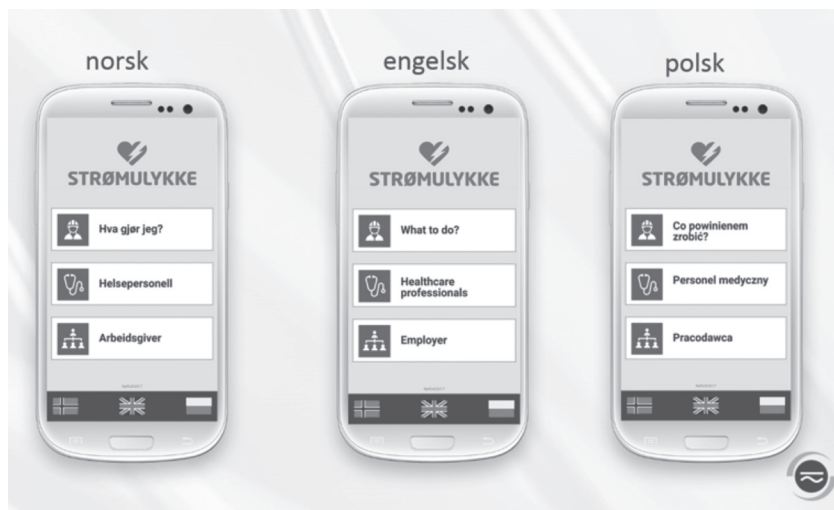 norsk
STRØMULYKKE
Hva gjør jeg?
Helsepersonell
Arbeidsgiver
engelsk
STRØMULYKKE
What to do?
Healthcare
professionals
Employer
polsk
STRØMULYKKE
Co powinienem
zrobić?
Personel medyczny
Pracodawca